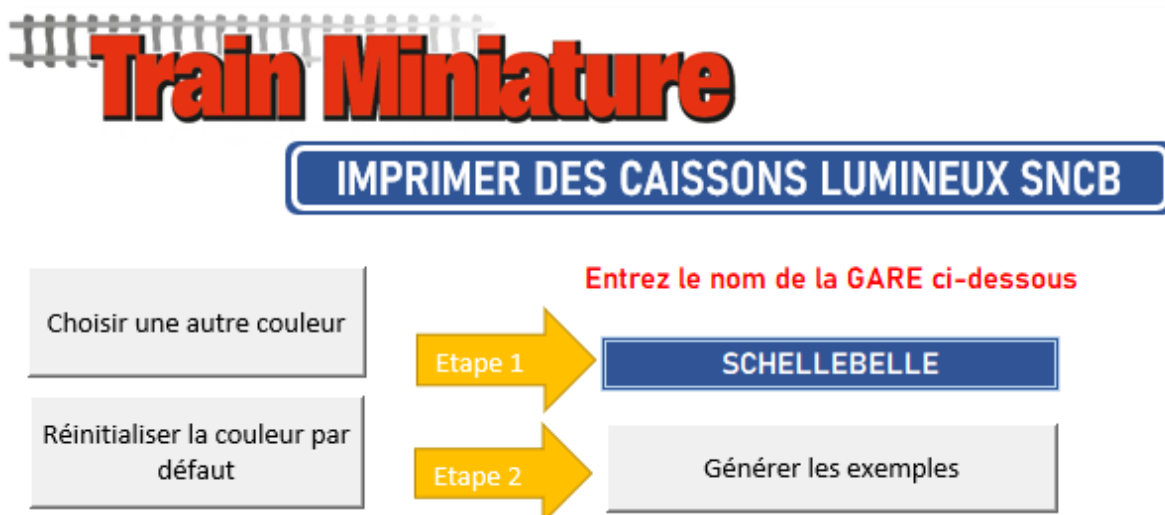 Train Miniature
IMPRIMER DES CAISSONS LUMINEUX SNCB
Entrez le nom de la GARE ci-dessous
Choisir une autre couleur
Etape 1
SCHELLEBELLE
Réinitialiser la couleur par
défaut
Etape 2
Générer les exemples